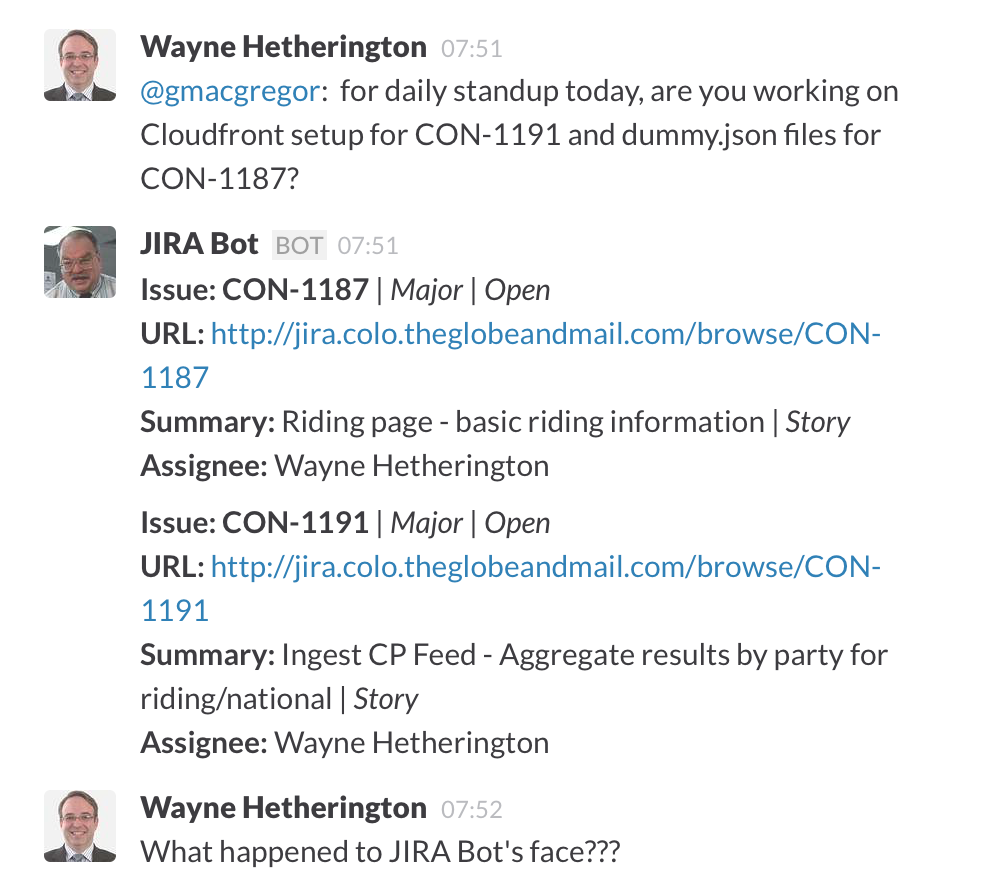 Wayne Hetherington 07:51
@gmacgregor: for daily standup today, are you working on
Cloudfront setup for CON-1191 and dummy.json files for
CON-1187?
JIRA Bot BOT 07:51
Issue: CON-1187 | Major | Open
URL: http://jira.colo.theglobeandmail.com/browse/CON-
1187
Summary: Riding page - basic riding information | Story
Assignee: Wayne Hetherington
Issue: CON-1191 | Major | Open
URL: http://jira.colo.theglobeandmail.com/browse/CON-
1191
Summary: Ingest CP Feed - Aggregate results by party for
riding/national | Story
Assignee: Wayne Hetherington
Wayne Hetherington 07:52
What happened to JIRA Bot's face???